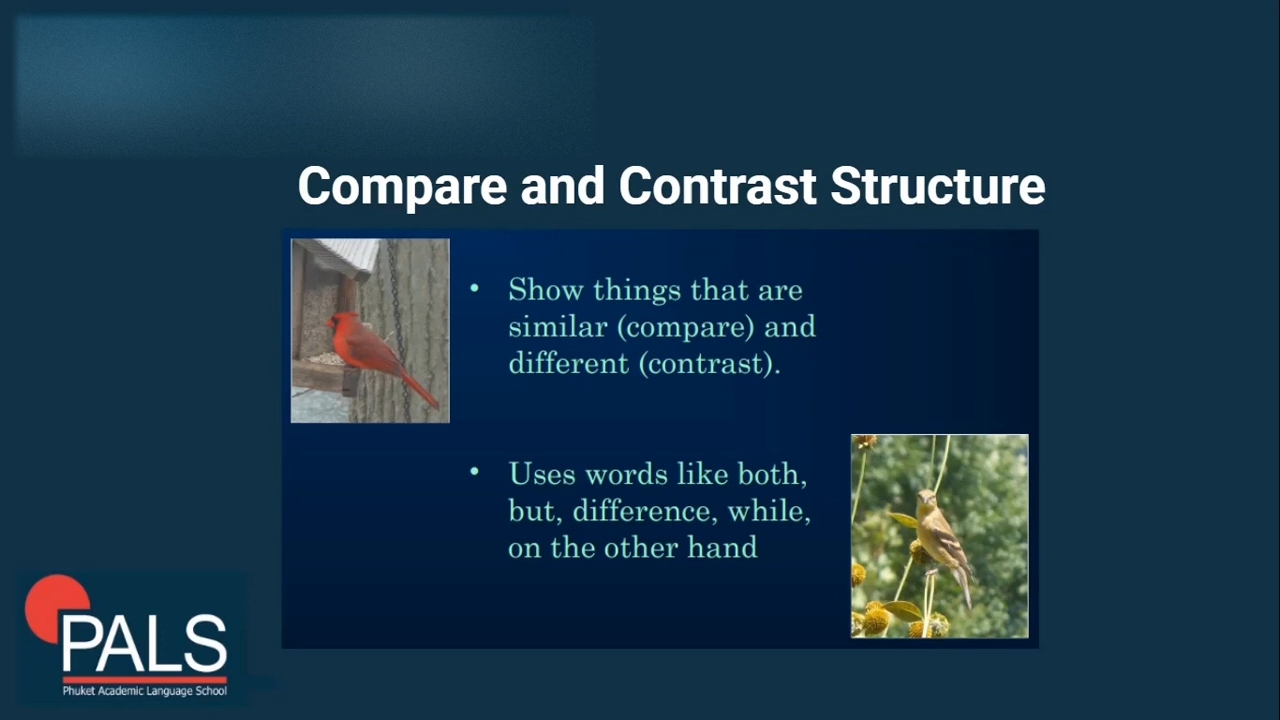 Compare and Contrast Structure
• Show things that are
similar (compare) and
different (contrast).
• Uses words like both,
but, difference, while,
on the other hand
PALS
Phuket Academic Language School